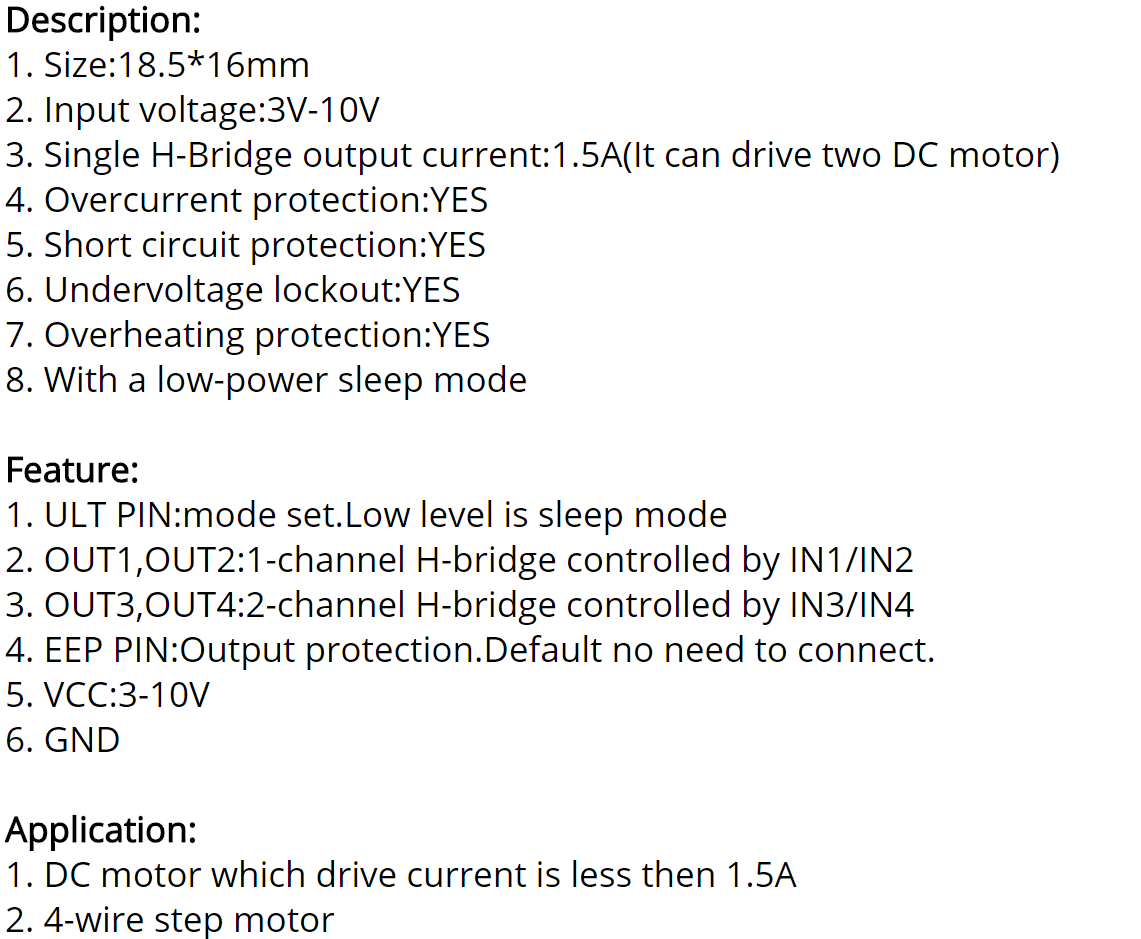 Description:
1. Size:18.5*16mm
2. Input voltage:3V-10V
3. Single H-Bridge output current:1.5A(It can drive two DC motor)
4. Overcurrent protection:YES
5. Short circuit protection:YES
6. Undervoltage lockout:YES
7. Overheating protection:YES
8. With a low-power sleep mode
Feature:
1. ULT PIN:mode set.Low level is sleep mode
2. OUT1,OUT2:1-channel H-bridge controlled by IN1/IN2
3. OUT3,OUT4:2-channel H-bridge controlled by IN3/IN4
4. EEP PIN:Output protection.Default no need to connect.
5. VCC:3-10V
6. GND
Application:
1. DC motor which drive current is less then 1.5A
2. 4-wire step motor